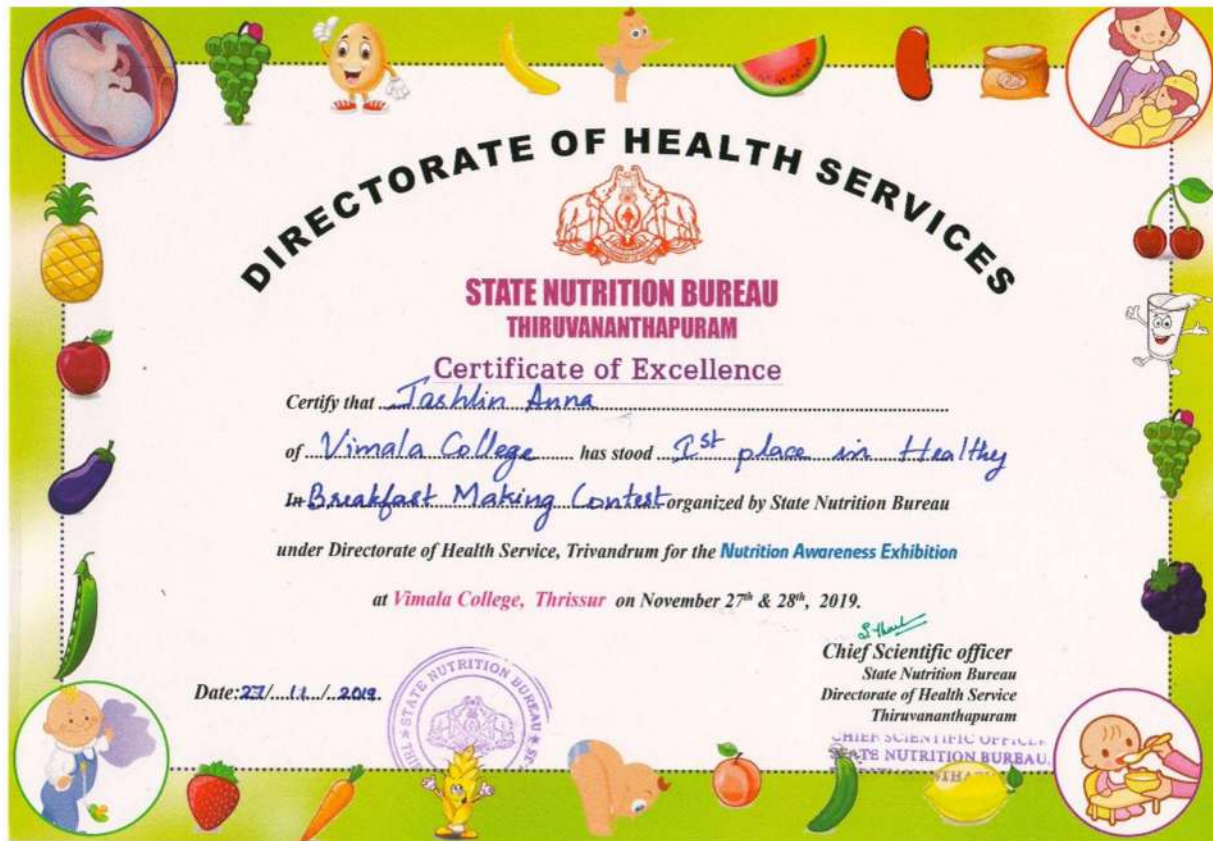 DIRECTORATE OF HEALTH SERVICES
STATE NUTRITION BUREAU
THIRUVANANTHAPURAM
Certificate of Excellence
Certify that Jashlin Anna
of Vimala College has stood Ist place in Healthy
In Breakfast Making Contest organized by State Nutrition Bureau
under Directorate of Health Service, Trivandrum for the Nutrition Awareness Exhibition
at Vimala College, Thrissur on November 27th & 28th, 2019.
Chief Scientific officer
State Nutrition Bureau
Directorate of Health Service
Thiruvananthapuram
Date:27/11/2019.
STATE NUTRITION BUREAU
CHIEF SCIENTIFIC OFFICER
STATE NUTRITION BUREAU.